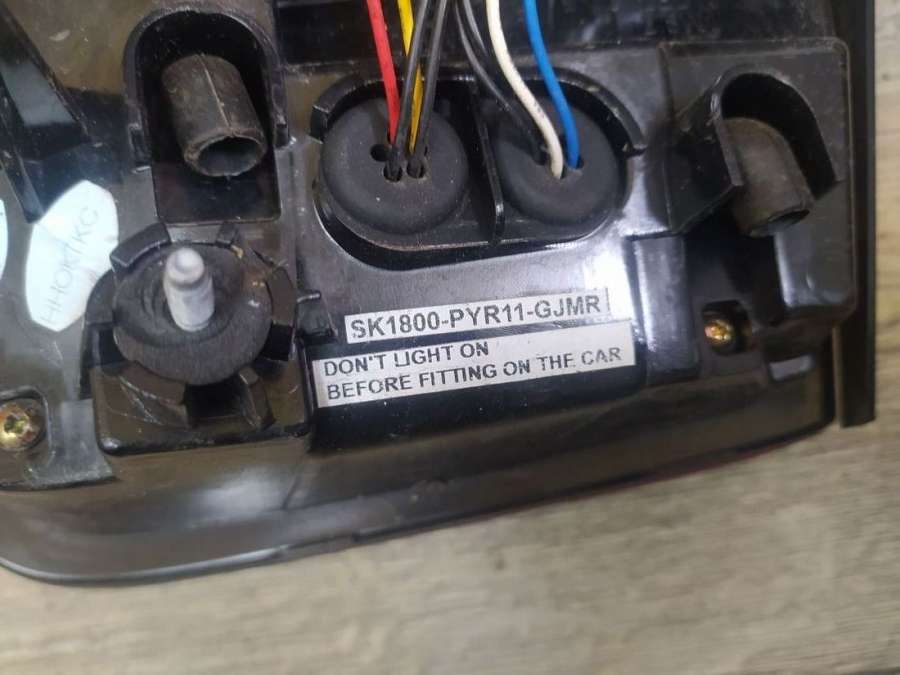 SK1800-PYR11-GJMR
DON'T LIGHT ON
BEFORE FITTING ON THE CAR